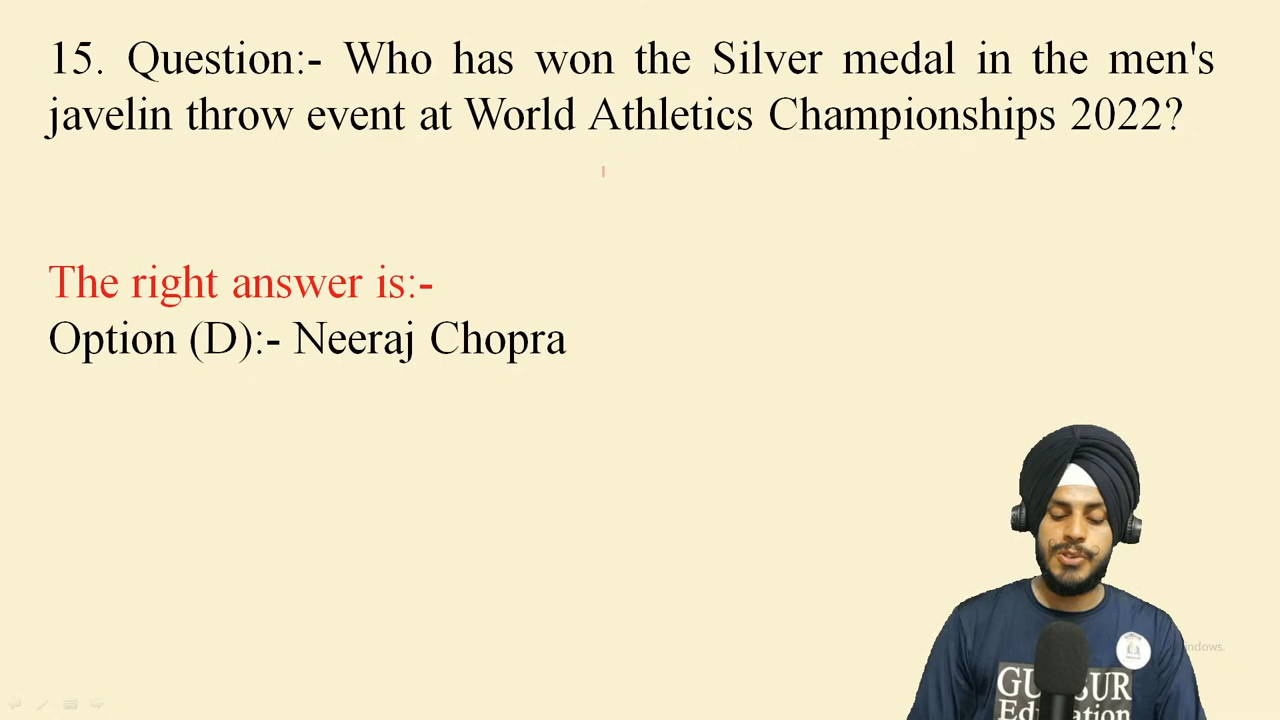 15. Question:- Who has won the Silver medal in the men's
javelin throw event at World Athletics Championships 2022?
The right answer is:-
Option (D):- Neeraj Chopra